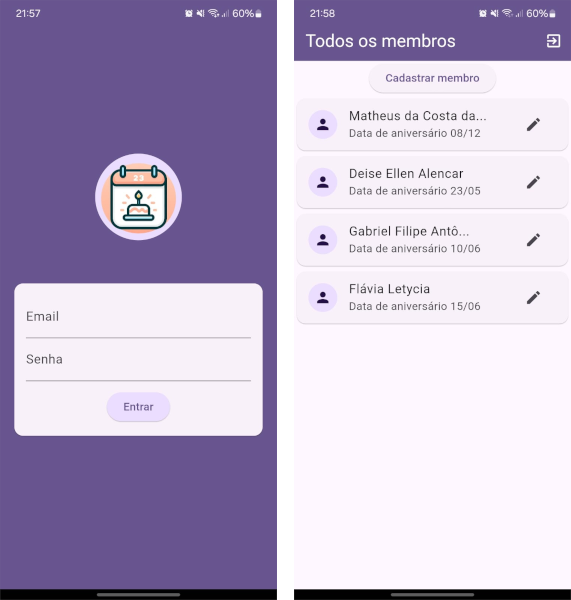 21:57
60%
23
Email
Senha
Entrar
21:58
60%
Todos os membros
Cadastrar membro
Matheus da Costa da...
Data de aniversário 08/12
Deise Ellen Alencar
Data de aniversário 23/05
Gabriel Filipe Antô...
Data de aniversário 10/06
Flávia Letycia
Data de aniversário 15/06